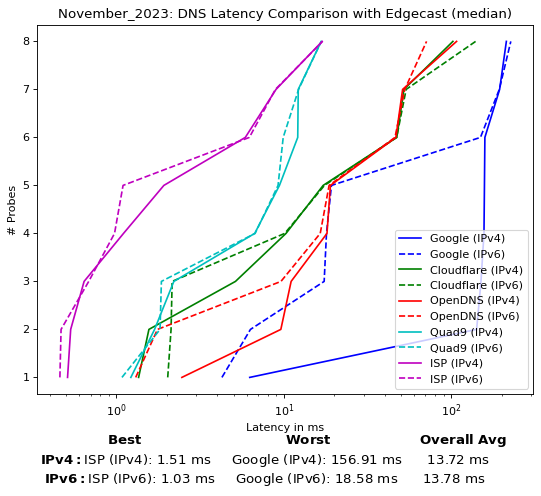 November_2023: DNS Latency Comparison with Edgecast (median)
8
7
6
5
4
3
2
1
# Probes
Google (IPv4)
Google (IPv6)
Cloudflare (IPv4)
Cloudflare (IPv6)
OpenDNS (IPv4)
OpenDNS (IPv6)
Quad9 (IPv4)
Quad9 (IPv6)
ISP (IPv4)
ISP (IPv6)
10⁰ 10¹ 10²
Latency in ms
Best Worst Overall Avg
IPv4: ISP (IPv4): 1.51 ms Google (IPv4): 156.91 ms 13.72 ms
IPv6: ISP (IPv6): 1.03 ms Google (IPv6): 18.58 ms 13.78 ms